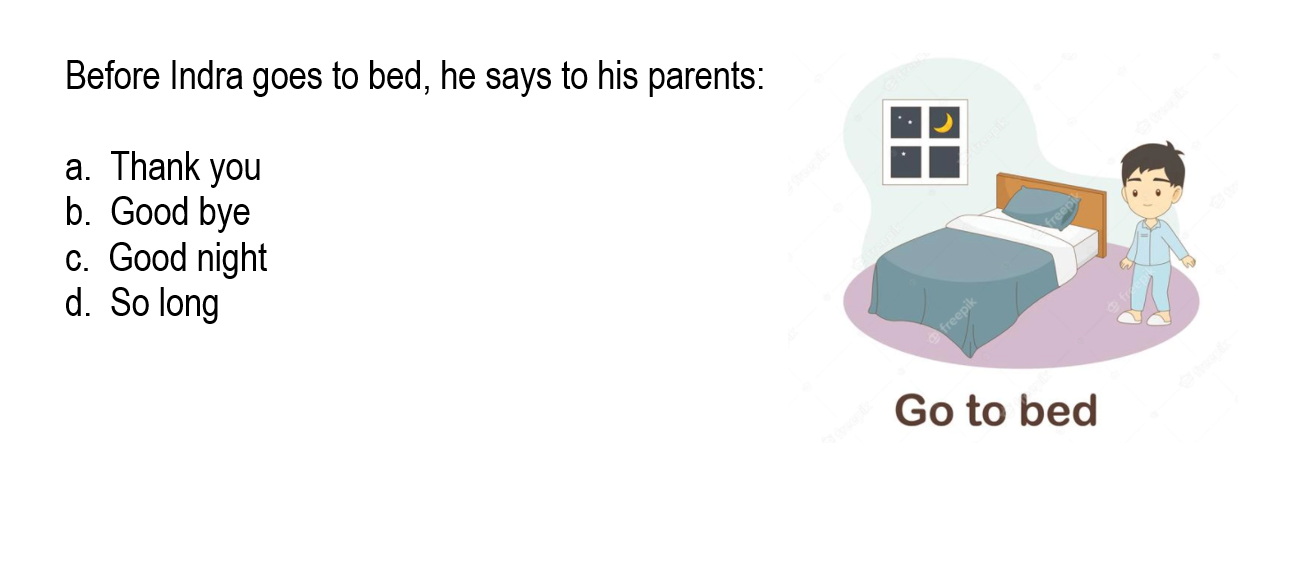 Before Indra goes to bed, he says to his parents:
a. Thank you
b. Good bye
c. Good night
d. So long
freepik
freepik
freepik
Go to bed